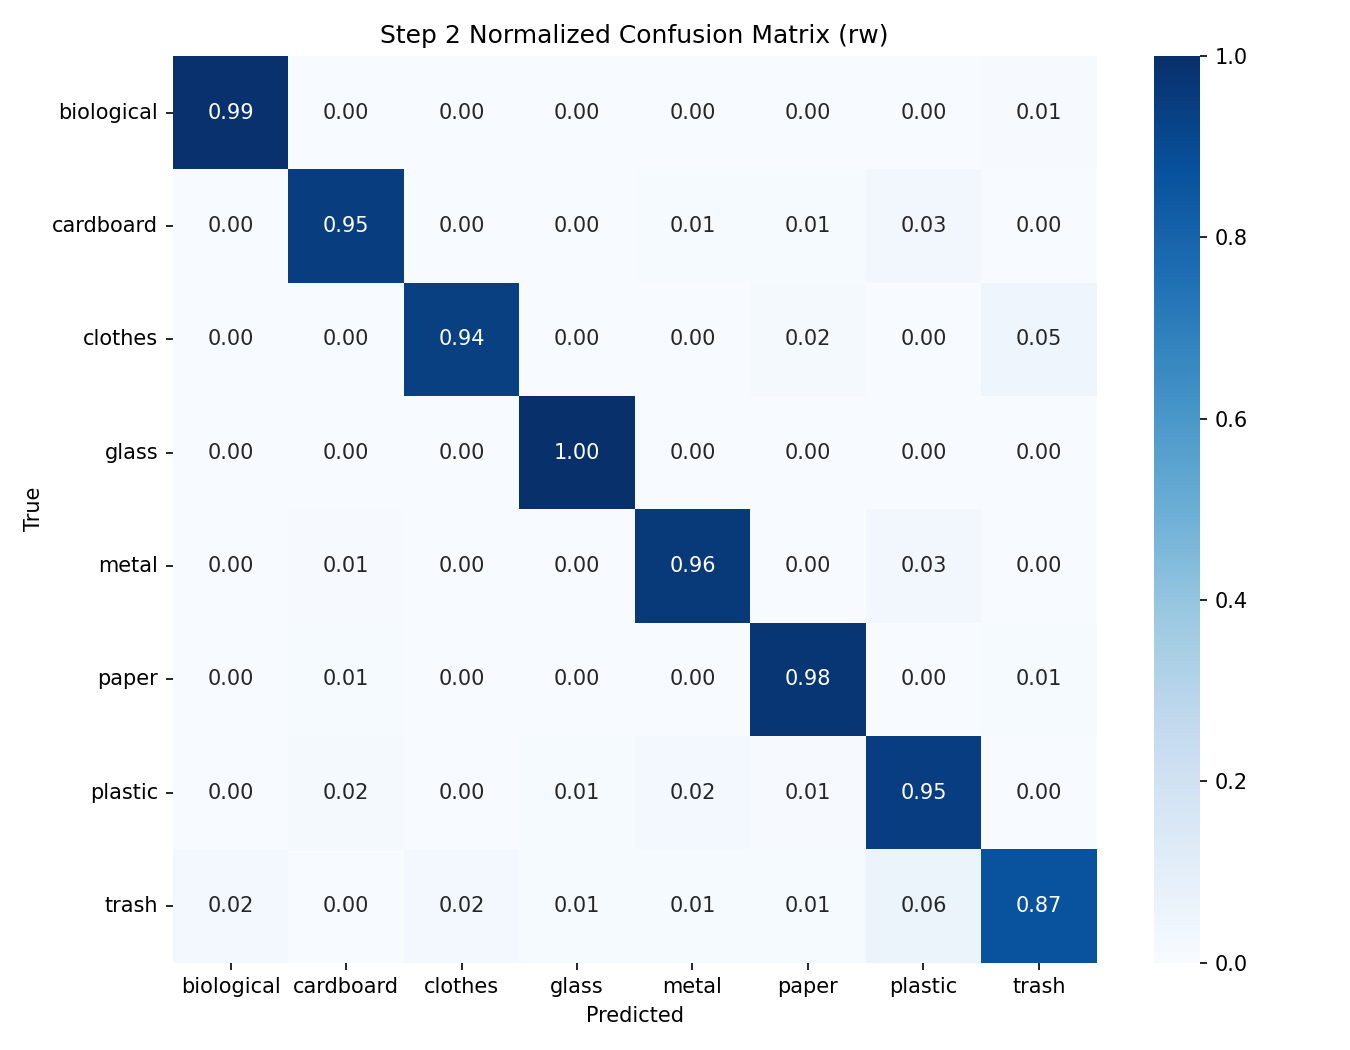 Step 2 Normalized Confusion Matrix (rw)
biological 0.99 0.00 0.00 0.00 0.00 0.00 0.00 0.01
cardboard 0.00 0.95 0.00 0.00 0.01 0.01 0.03 0.00
clothes 0.00 0.00 0.94 0.00 0.00 0.02 0.00 0.05
glass 0.00 0.00 0.00 1.00 0.00 0.00 0.00 0.00
metal 0.00 0.01 0.00 0.00 0.96 0.00 0.03 0.00
paper 0.00 0.01 0.00 0.00 0.00 0.98 0.00 0.01
plastic 0.00 0.02 0.00 0.01 0.02 0.01 0.95 0.00
trash 0.02 0.00 0.02 0.01 0.01 0.01 0.06 0.87
biological cardboard clothes glass metal paper plastic trash
Predicted
True
1.0
0.8
0.6
0.4
0.2
0.0